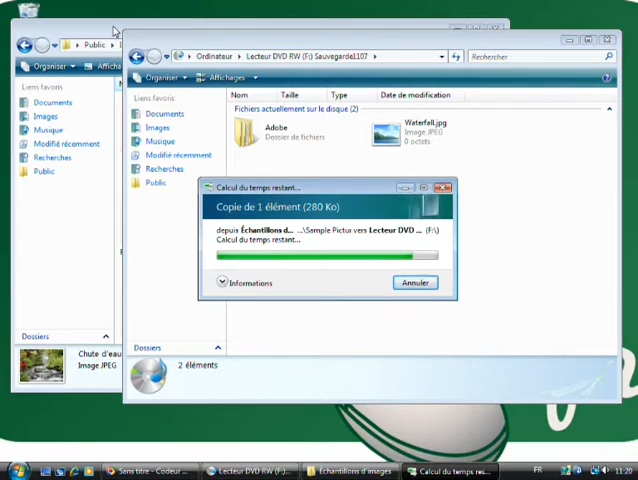 Public
Organiser
Afficha
Liens favoris
Documents
Images
Musique
Modifié récemment
Recherches
Public
Dossiers
Chute d'eau
Image JPEG
Ordinateur
Lecteur DVD RW (F:) Sauvegarde1107
Rechercher
Organiser
Affichages
Liens favoris
Documents
Images
Musique
Modifié récemment
Recherches
Public
Dossiers
Nom Taille Type Date de modification
Fichiers actuellement sur le disque (2)
Adobe
Dossier de fichiers
Waterfall.jpg
Image JPEG
0 octets
Calcul du temps restant...
Copie de 1 élément (280 Ko)
depuis Échantillons d... ...\Sample Pictur vers Lecteur DVD ... (F:\)
Calcul du temps restant...
Informations
Annuler
2 éléments
Sans titre - Codeur ...
Lecteur DVD RW (F:)...
Échantillons d'images
Calcul du temps res...
FR
11:20